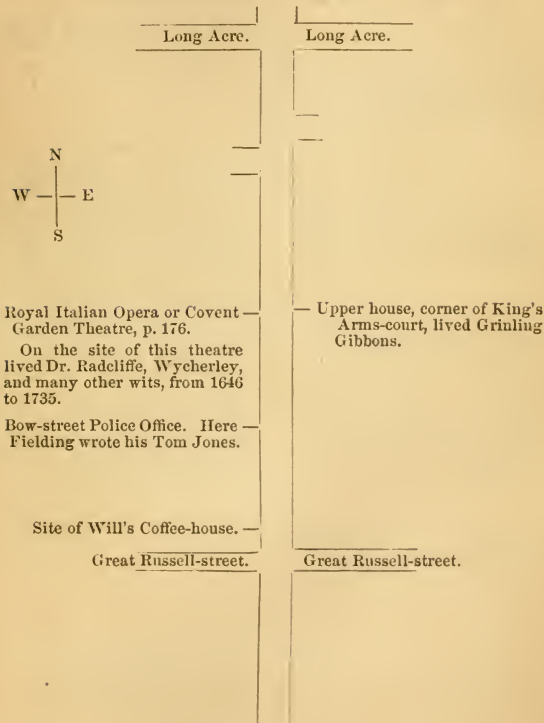 Long Acre.
Long Acre.
N
W
E
S
Royal Italian Opera or Covent
Garden Theatre, p. 176.
On the site of this theatre
lived Dr. Radcliffe, Wycherley,
and many other wits, from 1646
to 1735.
Upper house, corner of King's
Arms-court, lived Grinling
Gibbons.
Bow-street Police Office. Here
Fielding wrote his Tom Jones.
Site of Will's Coffee-house.
Great Russell-street.
Great Russell-street.